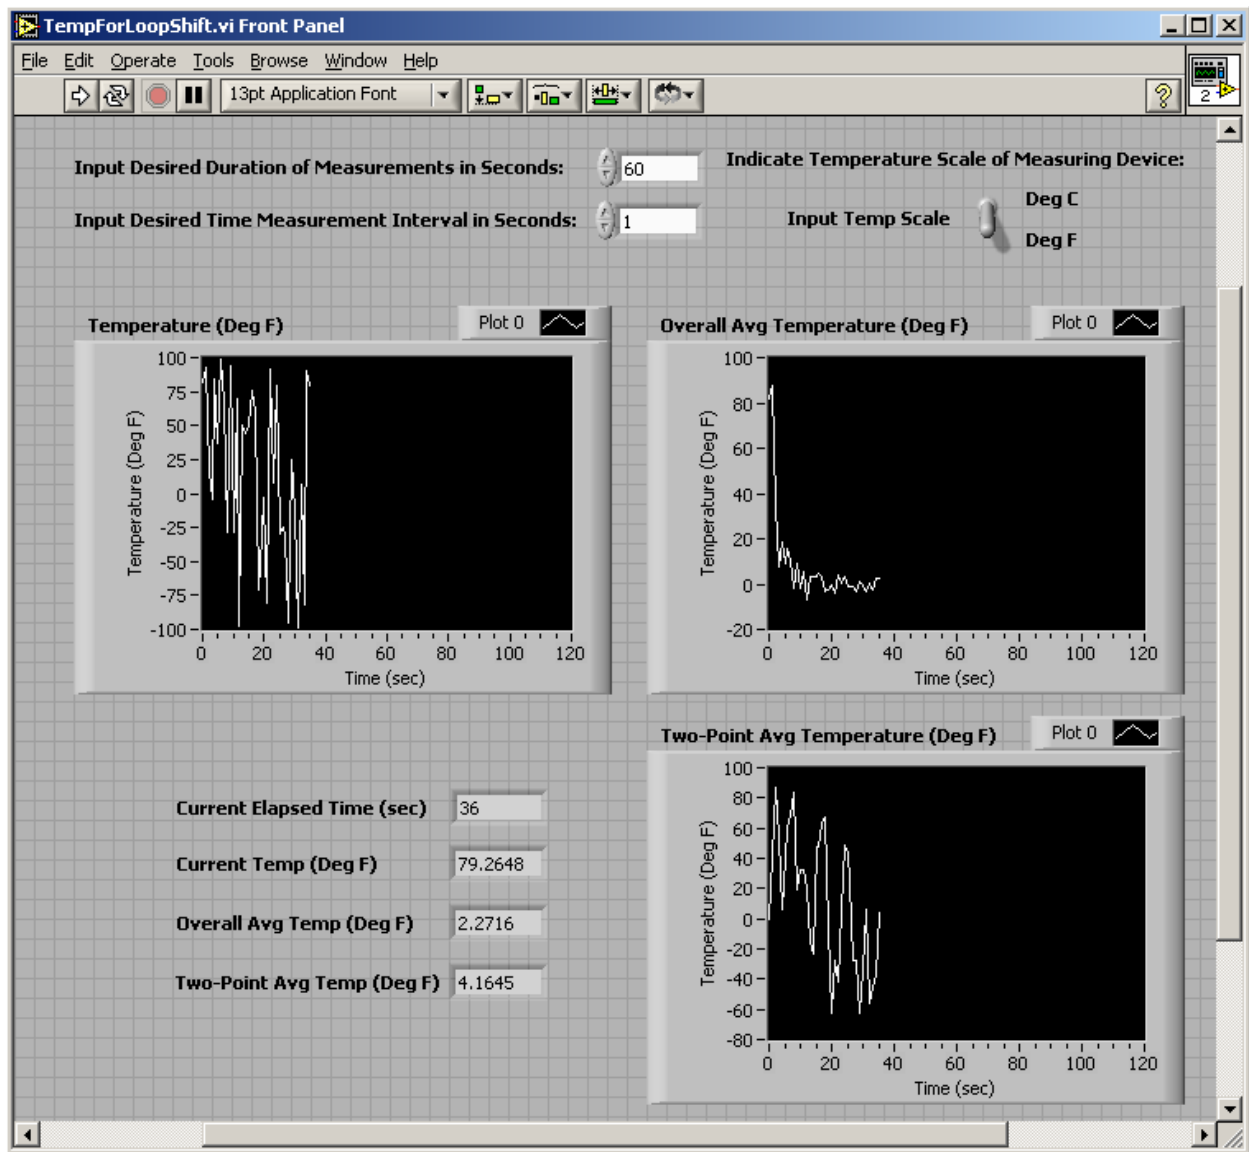 TempForLoopShift.vi Front Panel
File Edit Operate Tools Browse Window Help
13pt Application Font
2
Input Desired Duration of Measurements in Seconds: 60
Indicate Temperature Scale of Measuring Device:
Input Desired Time Measurement Interval in Seconds: 1
Input Temp Scale
Deg C
Deg F
Temperature (Deg F)
Plot 0
Temperature (Deg F)
100
75
50
25
0
-25
-50
-75
-100
0 20 40 60 80 100 120
Time (sec)
Overall Avg Temperature (Deg F)
Plot 0
Temperature (Deg F)
100
80
60
40
20
0
-20
0 20 40 60 80 100 120
Time (sec)
Current Elapsed Time (sec) 36
Current Temp (Deg F) 79.2648
Overall Avg Temp (Deg F) 2.2716
Two-Point Avg Temp (Deg F) 4.1645
Two-Point Avg Temperature (Deg F)
Plot 0
Temperature (Deg F)
100
80
60
40
20
0
-20
-40
-60
-80
0 20 40 60 80 100 120
Time (sec)